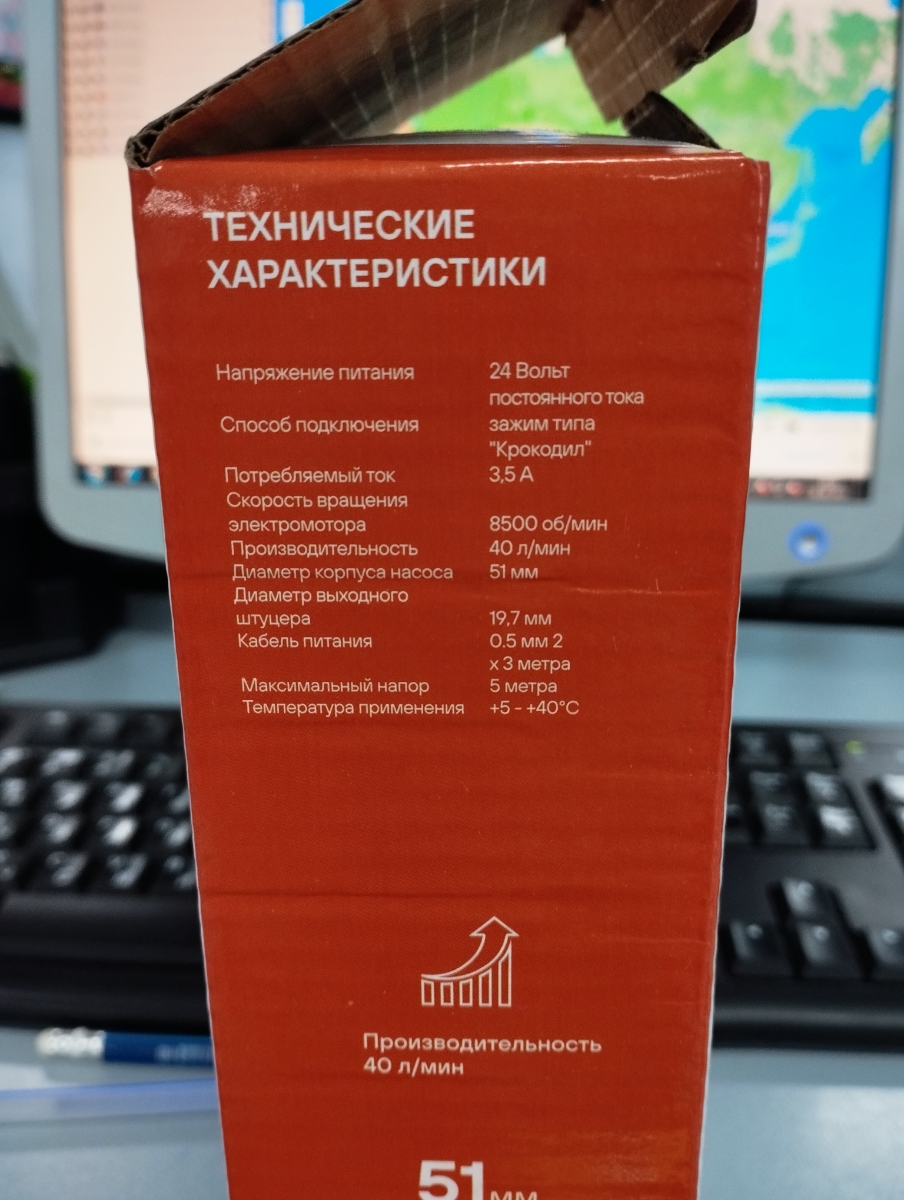 ТЕХНИЧЕСКИЕ
ХАРАКТЕРИСТИКИ
Напряжение питания 24 Вольт
постоянного тока
Способ подключения зажим типа
"Крокодил"
Потребляемый ток 3,5 А
Скорость вращения
электромотора 8500 об/мин
Производительность 40 л/мин
Диаметр корпуса насоса 51 мм
Диаметр выходного
штуцера 19,7 мм
Кабель питания 0.5 мм 2
х 3 метра
Максимальный напор 5 метра
Температура применения +5 - +40°C
Производительность
40 л/мин
51 мм